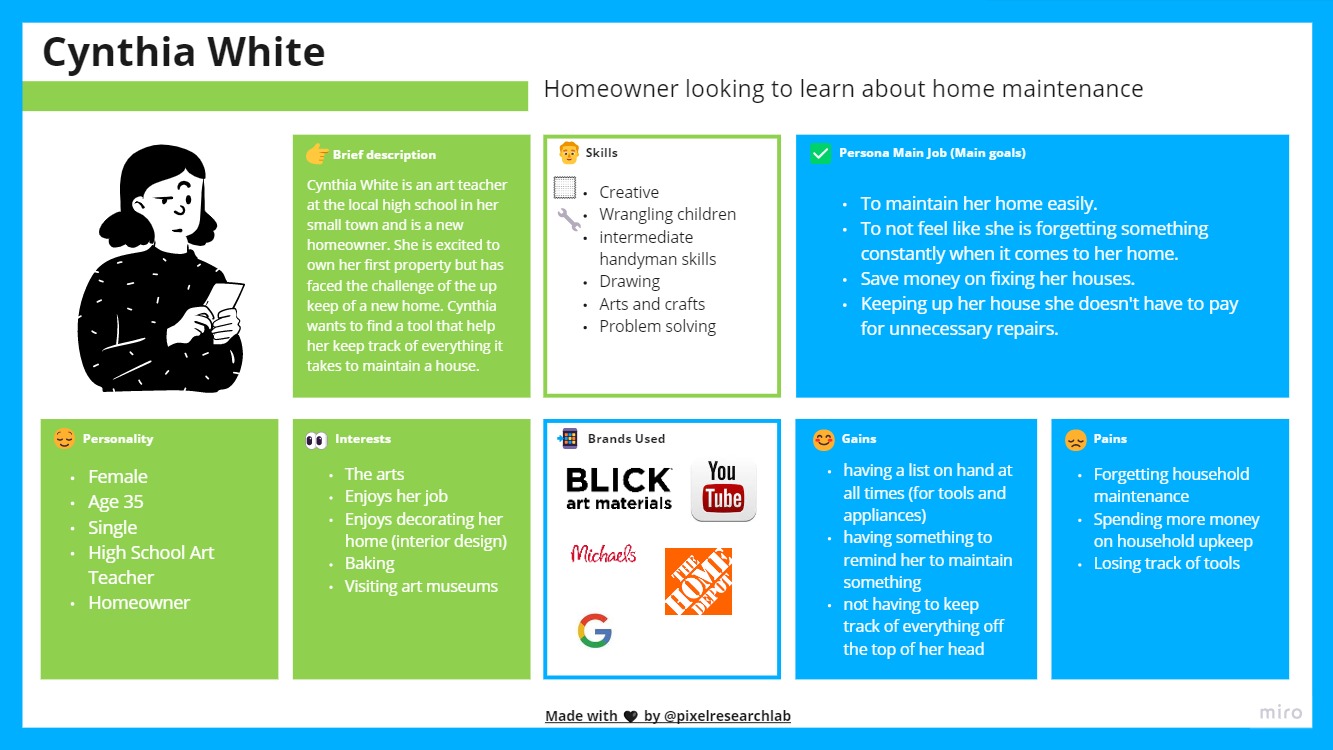 Cynthia White
Homeowner looking to learn about home maintenance
Brief description
Cynthia White is an art teacher
at the local high school in her
small town and is a new
homeowner. She is excited to
own her first property but has
faced the challenge of the up
keep of a new home. Cynthia
wants to find a tool that help
her keep track of everything it
takes to maintain a house.
Skills
• Creative
• Wrangling children
• intermediate
handyman skills
• Drawing
• Arts and crafts
• Problem solving
Persona Main Job (Main goals)
• To maintain her home easily.
• To not feel like she is forgetting something
constantly when it comes to her home.
• Save money on fixing her houses.
• Keeping up her house she doesn't have to pay
for unnecessary repairs.
Personality
• Female
• Age 35
• Single
• High School Art
Teacher
• Homeowner
Interests
• The arts
• Enjoys her job
• Enjoys decorating her
home (interior design)
• Baking
• Visiting art museums
Brands Used
BLICK
art materials
You
Tube
Michaels
THE
HOME
DEPOT
G
Gains
• having a list on hand at
all times (for tools and
appliances)
• having something to
remind her to maintain
something
• not having to keep
track of everything off
the top of her head
Pains
• Forgetting household
maintenance
• Spending more money
on household upkeep
• Losing track of tools
Made with 🖤 by @pixelresearchlab
miro